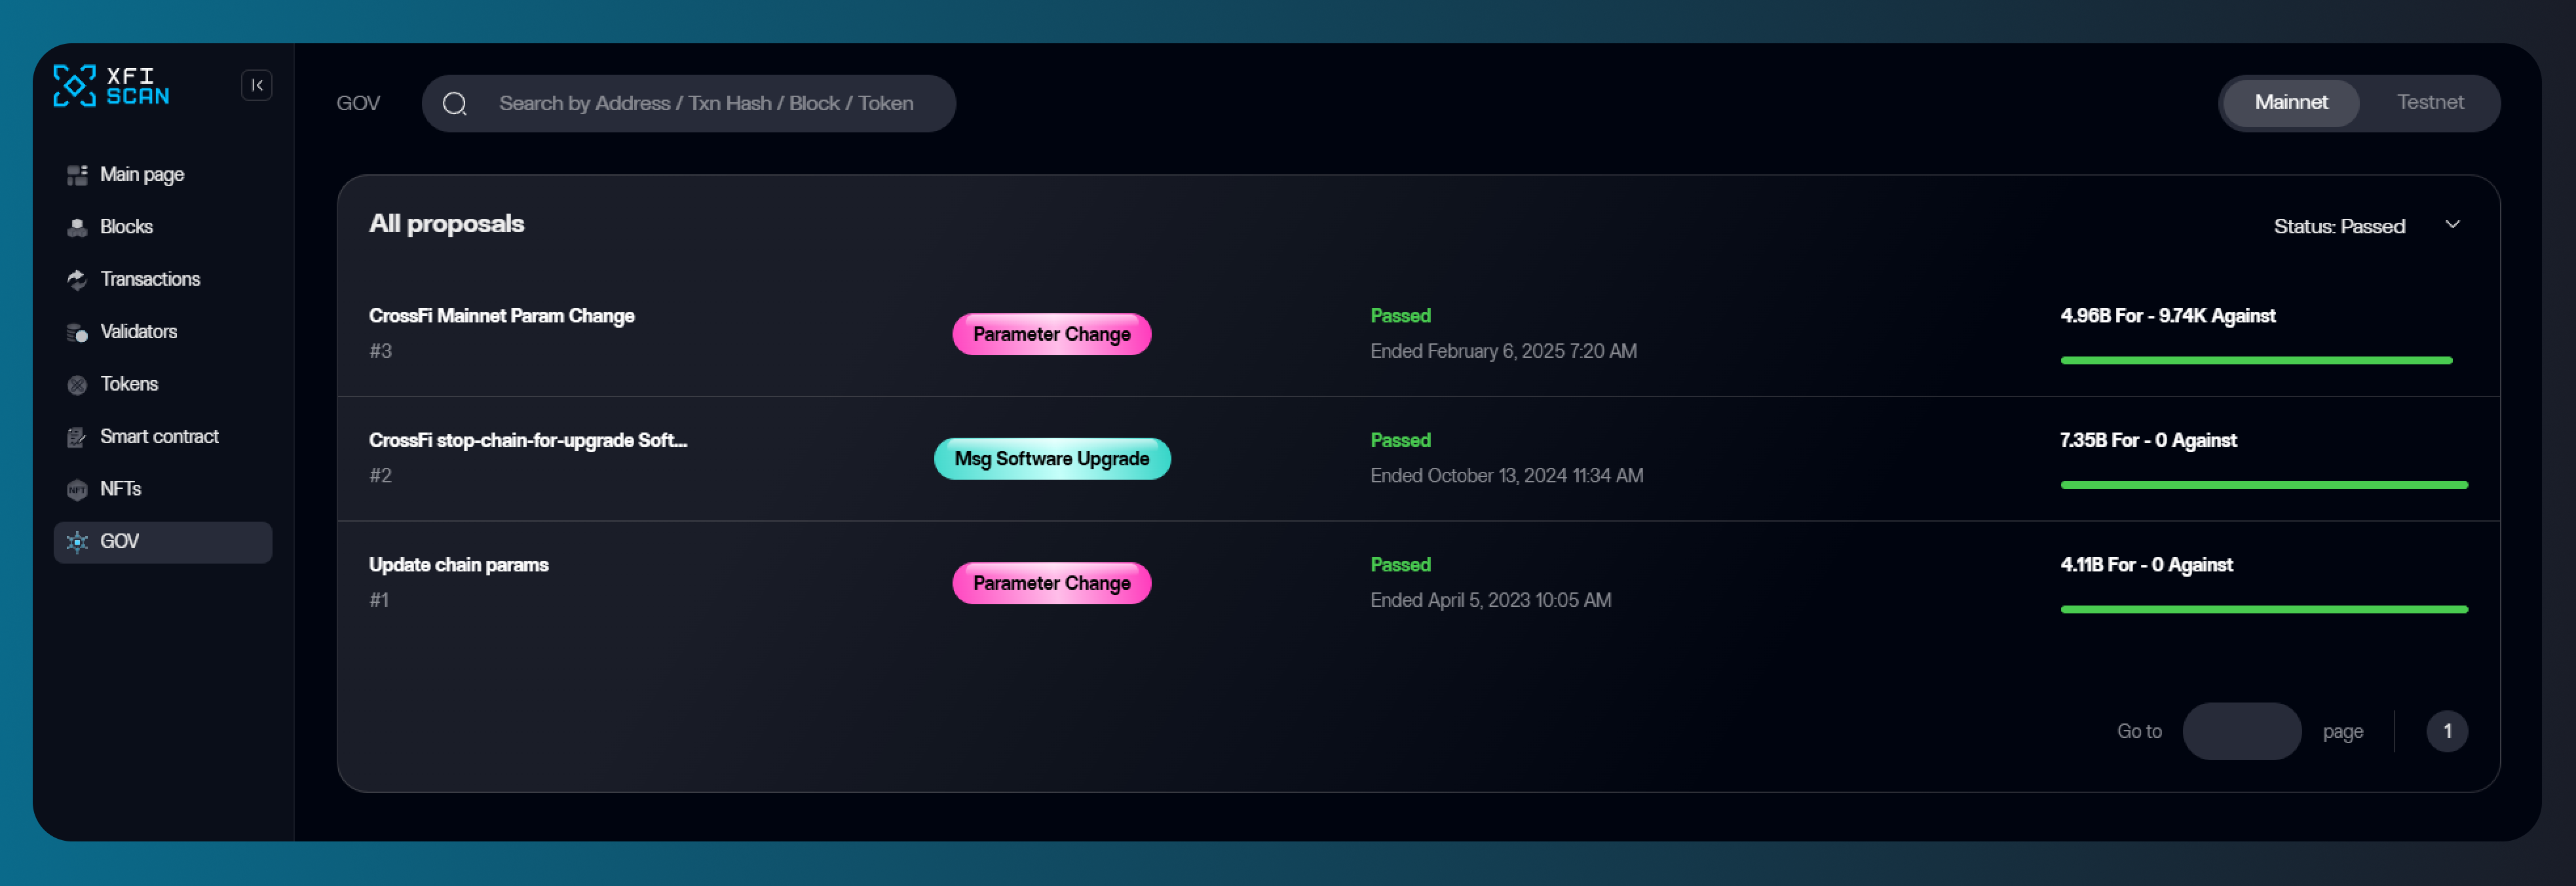 XFI
SCAN
GOV
Search by Address / Txn Hash / Block / Token
Mainnet
Testnet
Main page
Blocks
Transactions
Validators
Tokens
Smart contract
NFT
NFTs
GOV
All proposals
Status: Passed
CrossFi Mainnet Param Change
#3
Parameter Change
Passed
Ended February 6, 2025 7:20 AM
4.96B For - 9.74K Against
CrossFi stop-chain-for-upgrade Soft...
#2
Msg Software Upgrade
Passed
Ended October 13, 2024 11:34 AM
7.35B For - 0 Against
Update chain params
#1
Parameter Change
Passed
Ended April 5, 2023 10:05 AM
4.11B For - 0 Against
Go to
page
1